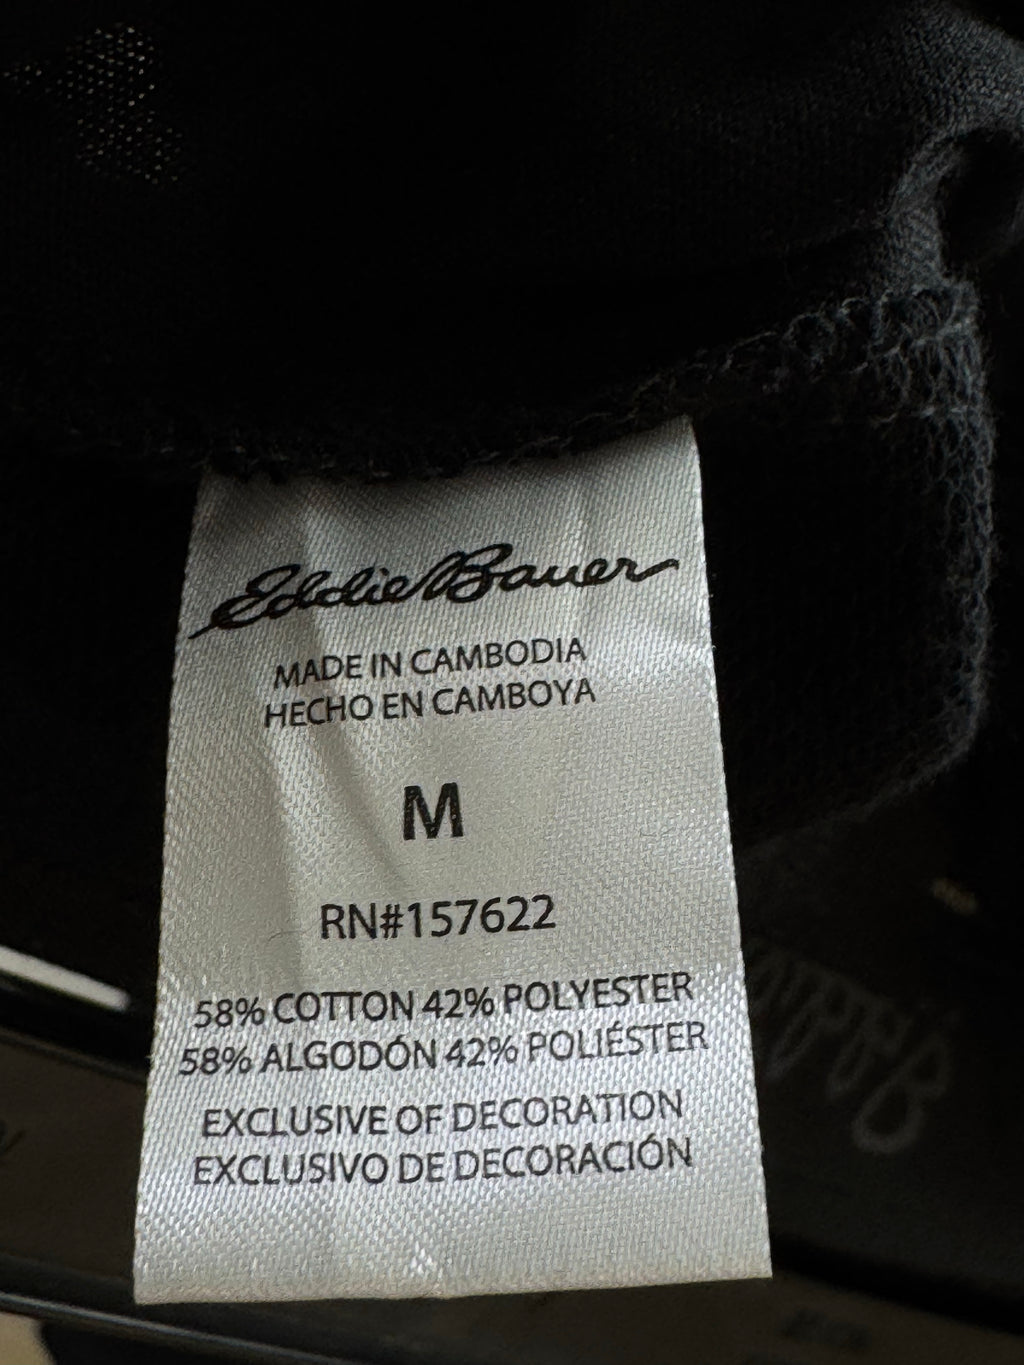 Eddie Bauer
MADE IN CAMBODIA
HECHO EN CAMBOYA
M
RN#157622
58% COTTON 42% POLYESTER
58% ALGODÓN 42% POLIÉSTER
EXCLUSIVE OF DECORATION
EXCLUSIVO DE DECORACIÓN